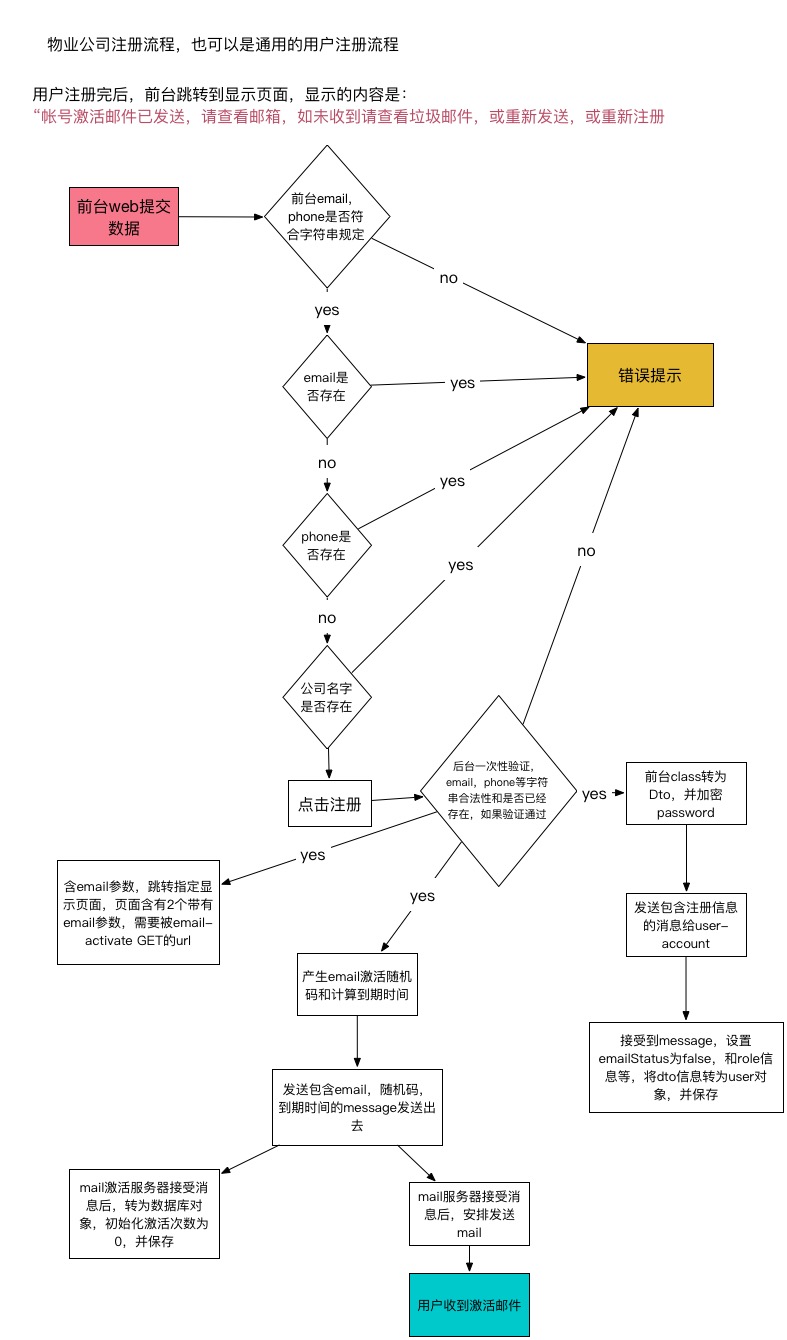 物业公司注册流程，也可以是通用的用户注册流程
用户注册完后，前台跳转到显示页面，显示的内容是：
“帐号激活邮件已发送，请查看邮箱，如未收到请查看垃圾邮件，或重新发送，或重新注册
前台web提交
数据
前台email，
phone是否符
合字符串规定
no
yes
email是
否存在
yes
错误提示
no
phone是
否存在
yes
no
yes
no
公司名字
是否存在
点击注册
后台一次性验证，
email，phone等字符
串合法性和是否已经
存在，如果验证通过
yes
前台class转为
Dto，并加密
password
yes
含email参数，跳转指定显
示页面，页面含有2个带有
email参数，需要被email-
activate GET的url
yes
发送包含注册信息
的消息给user-
account
产生email激活随机
码和计算到期时间
接受到message，设置
emailStatus为false，和role信
息等，将dto信息转为user对
象，并保存
发送包含email，随机码，
到期时间的message发送出
去
mail激活服务器接受消
息后，转为数据库对
象，初始化激活次数为
0，并保存
mail服务器接受消
息后，安排发送
mail
用户收到激活邮件